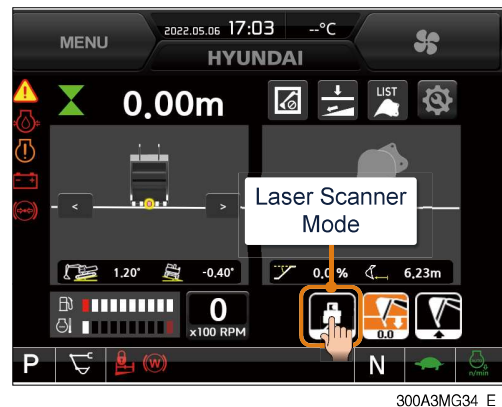 MENU
2022.05.06 17:03 --°C
HYUNDAI
0.00m
LIST
<
0
>
Laser Scanner
Mode
1.20° -0.40°
0,0 % 6,23m
0
x100 RPM
0.0
P
(W)
N
n/min
300A3MG34 E